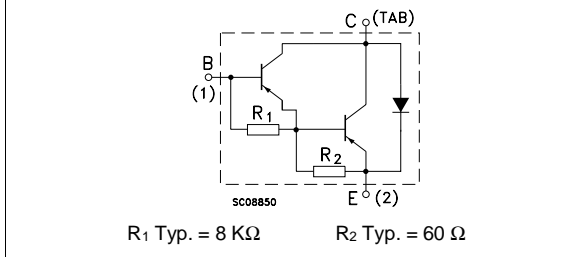 C (TAB)
B
(1)
R1
R2
SC08850
E (2)
R1 Typ. = 8 KΩ R2 Typ. = 60 Ω